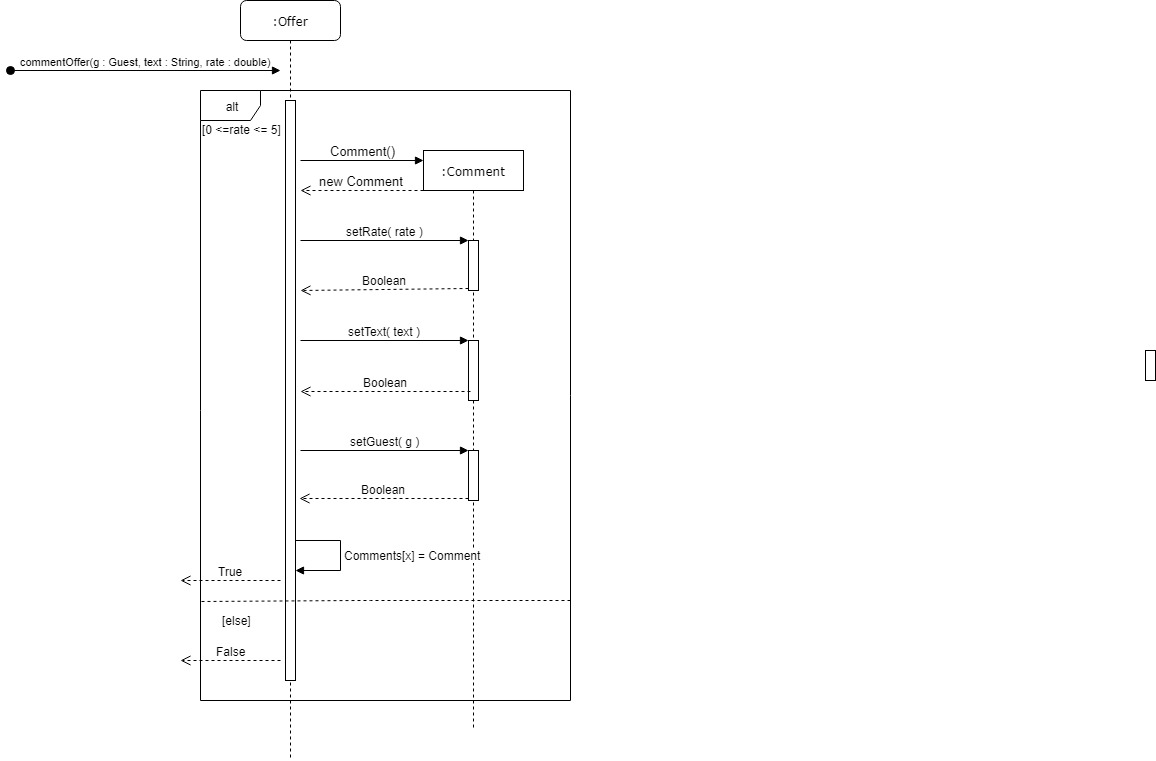 :Offer
commentOffer(g : Guest, text : String, rate : double)
alt
[0 <=rate <= 5]
Comment()
:Comment
new Comment
setRate( rate )
Boolean
setText( text )
Boolean
setGuest( g )
Boolean
Comments[x] = Comment
True
[else]
False